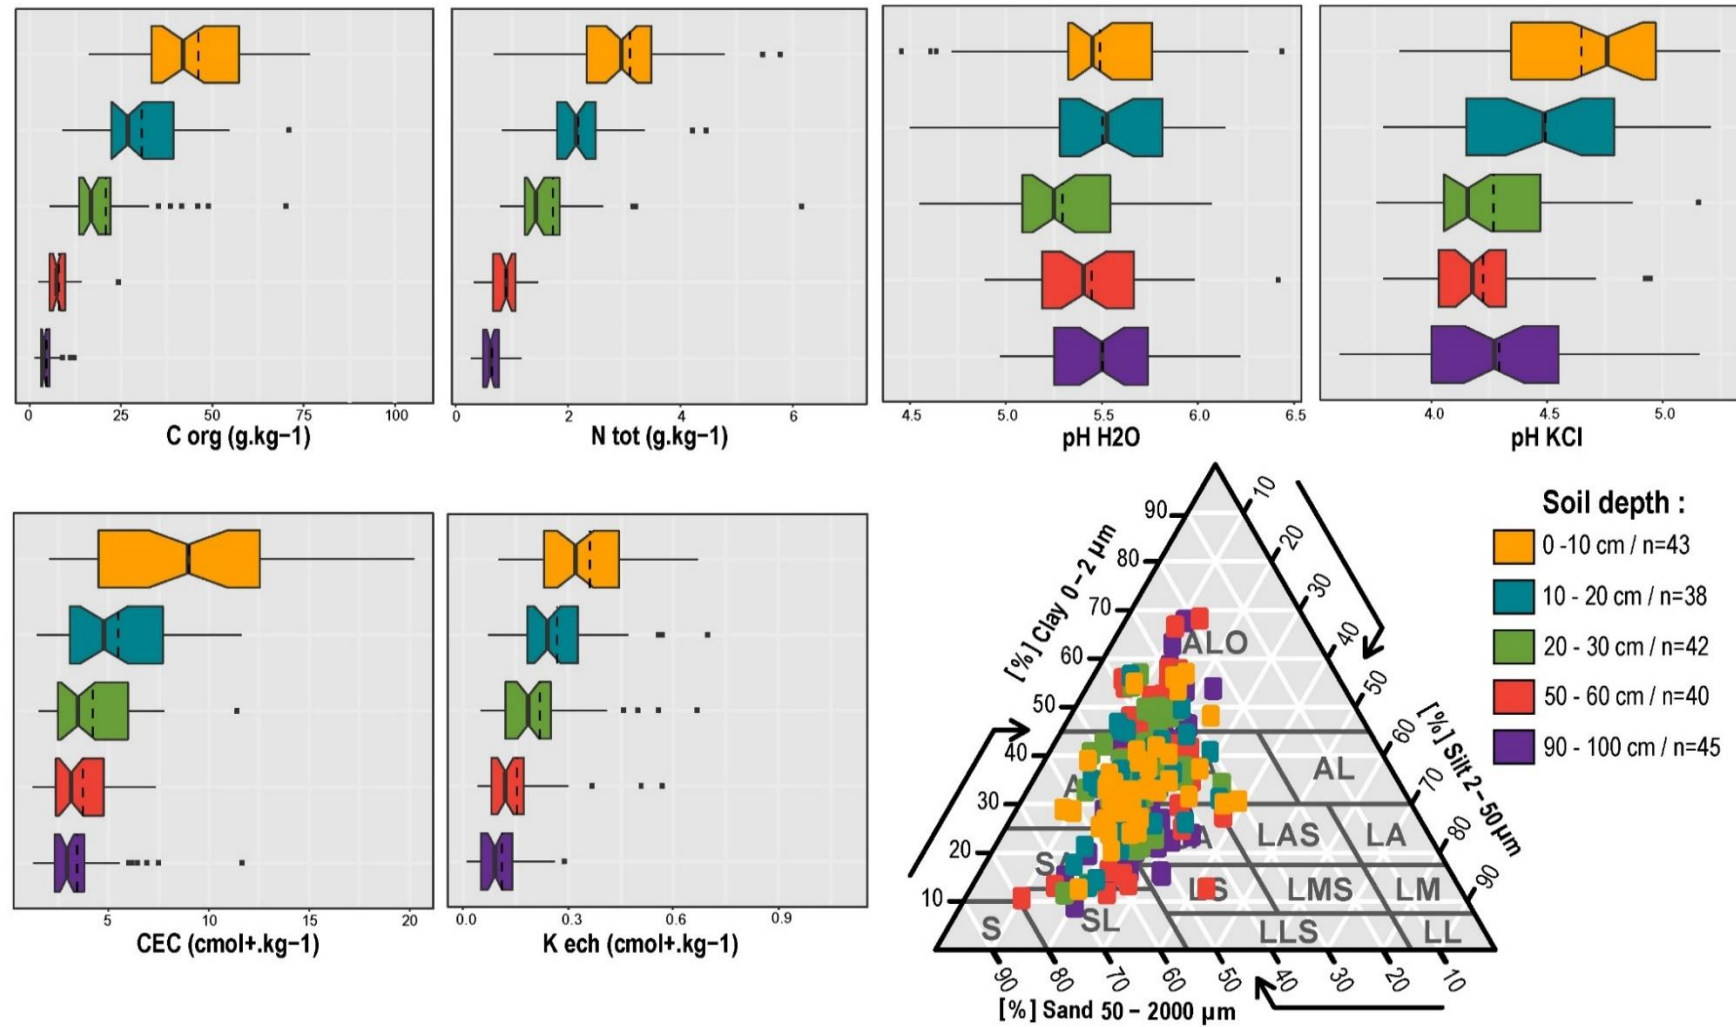 0 25 50 75 100
C org (g.kg−1)
0 2 4 6
N tot (g.kg−1)
4.5 5.0 5.5 6.0 6.5
pH H2O
4.0 4.5 5.0
pH KCl
5 10 15 20
CEC (cmol+.kg−1)
0.0 0.3 0.6 0.9
K ech (cmol+.kg−1)
[%] Clay 0 – 2 µm
90
80
70
60
50
40
30
20
10
10
20
30
40
50
60
70
80
90
[%] Silt 2 – 50 µm
ALO
AL
LAS LA
LS LMS LM
S SL LLS LL
90 80 70 60 50 40 30 20 10
[%] Sand 50 – 2000 µm
Soil depth :
0 -10 cm / n=43
10 - 20 cm / n=38
20 - 30 cm / n=42
50 - 60 cm / n=40
90 - 100 cm / n=45